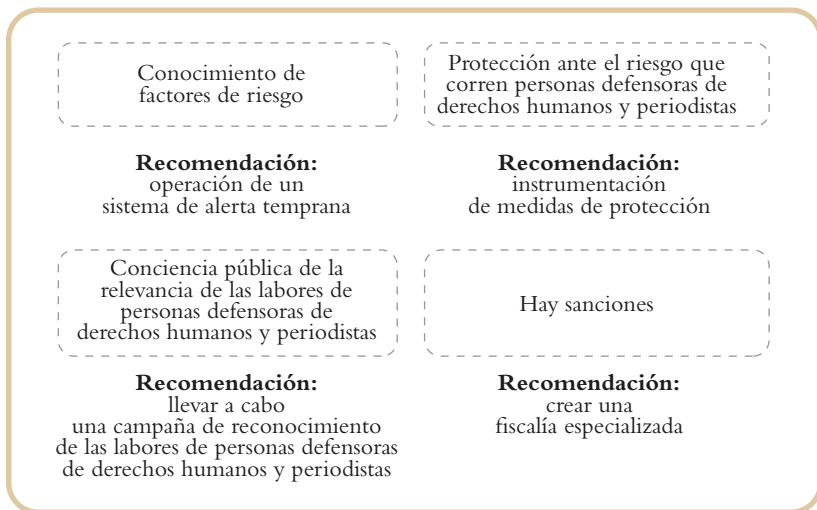 Conocimiento de
factores de riesgo
Protección ante el riesgo que
corren personas defensoras de
derechos humanos y periodistas
Recomendación:
operación de un
sistema de alerta temprana
Recomendación:
instrumentación
de medidas de protección
Conciencia pública de la
relevancia de las labores de
personas defensoras de
derechos humanos y periodistas
Hay sanciones
Recomendación:
llevar a cabo
una campaña de reconocimiento
de las labores de personas defensoras
de derechos humanos y periodistas
Recomendación:
crear una
fiscalía especializada